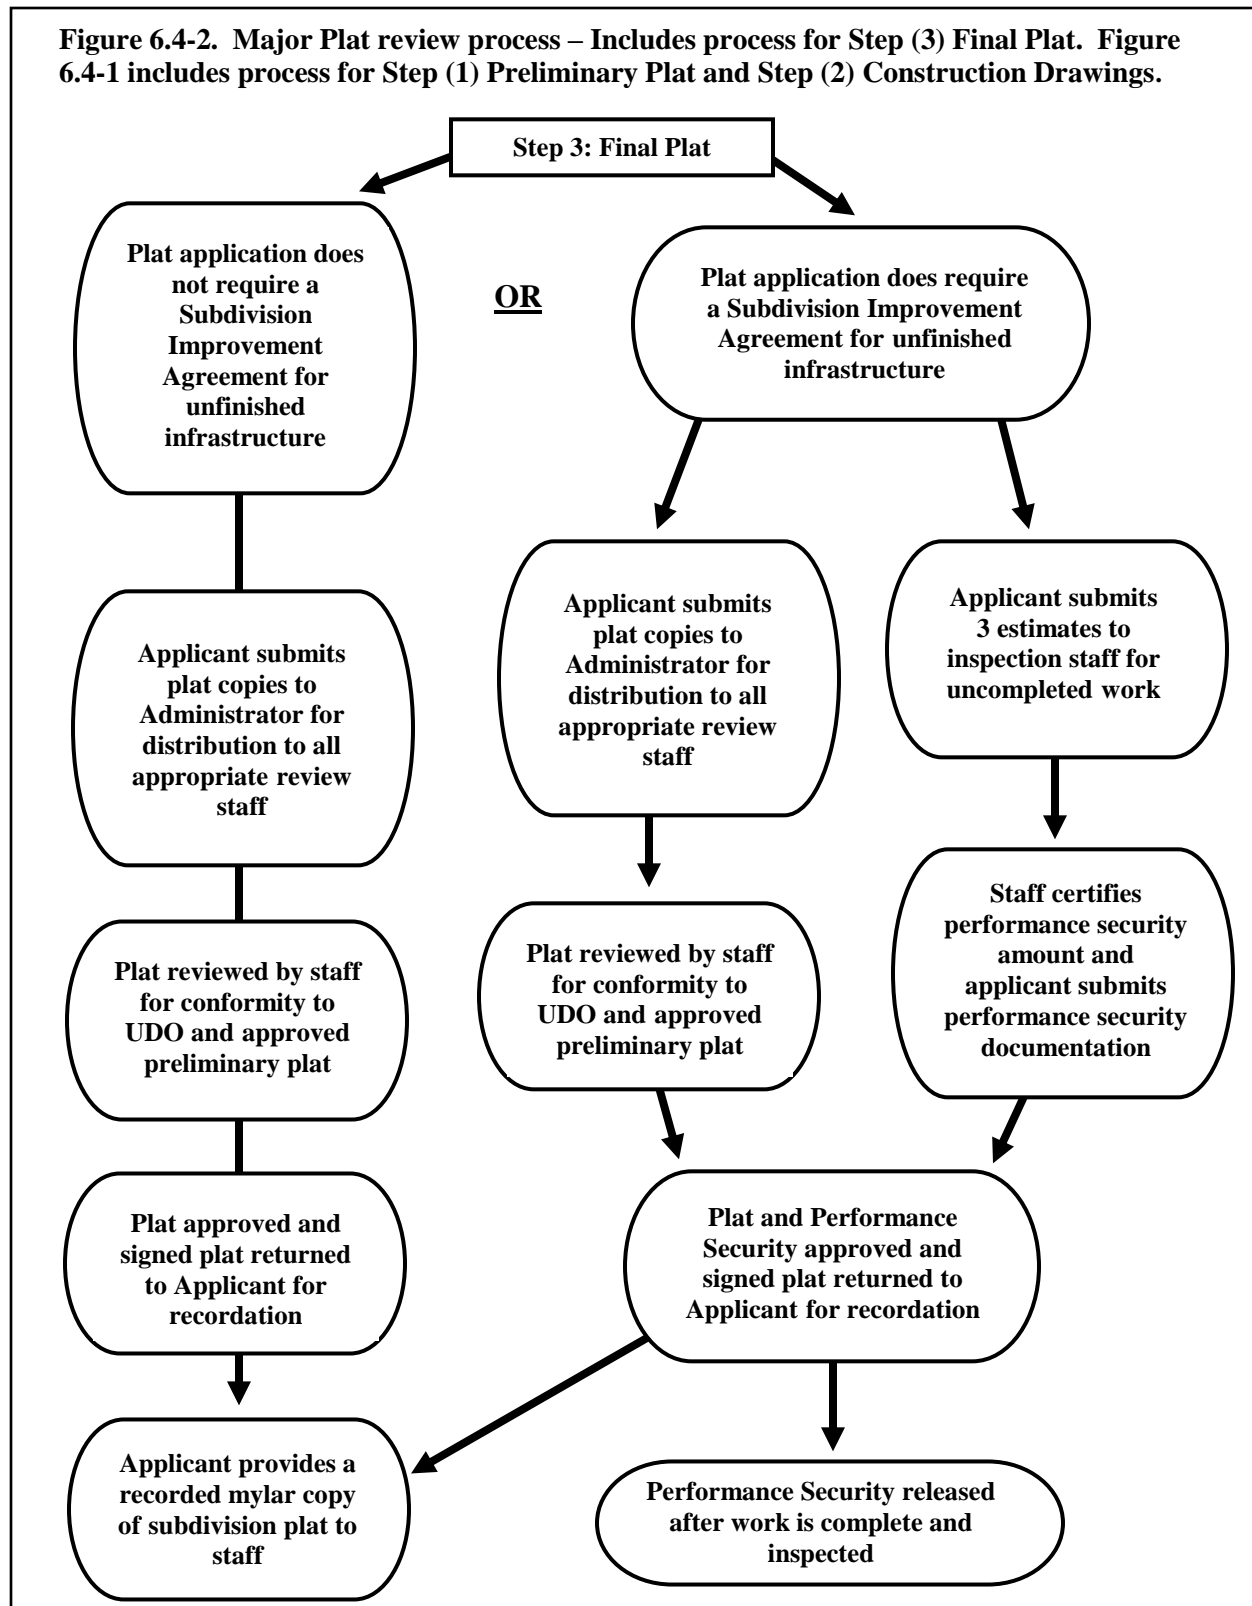 Figure 6.4-2.  Major Plat review process – Includes process for Step (3) Final Plat.  Figure
6.4-1 includes process for Step (1) Preliminary Plat and Step (2) Construction Drawings.
Step 3: Final Plat
Plat application does
not require a
Subdivision
Improvement
Agreement for
unfinished
infrastructure
OR
Plat application does require
a Subdivision Improvement
Agreement for unfinished
infrastructure
Applicant submits
plat copies to
Administrator for
distribution to all
appropriate review
staff
Applicant submits
plat copies to
Administrator for
distribution to all
appropriate review
staff
Applicant submits
3 estimates to
inspection staff for
uncompleted work
Plat reviewed by staff
for conformity to
UDO and approved
preliminary plat
Plat reviewed by staff
for conformity to
UDO and approved
preliminary plat
Staff certifies
performance security
amount and
applicant submits
performance security
documentation
Plat approved and
signed plat returned
to Applicant for
recordation
Plat and Performance
Security approved and
signed plat returned to
Applicant for recordation
Applicant provides a
recorded mylar copy
of subdivision plat to
staff
Performance Security released
after work is complete and
inspected